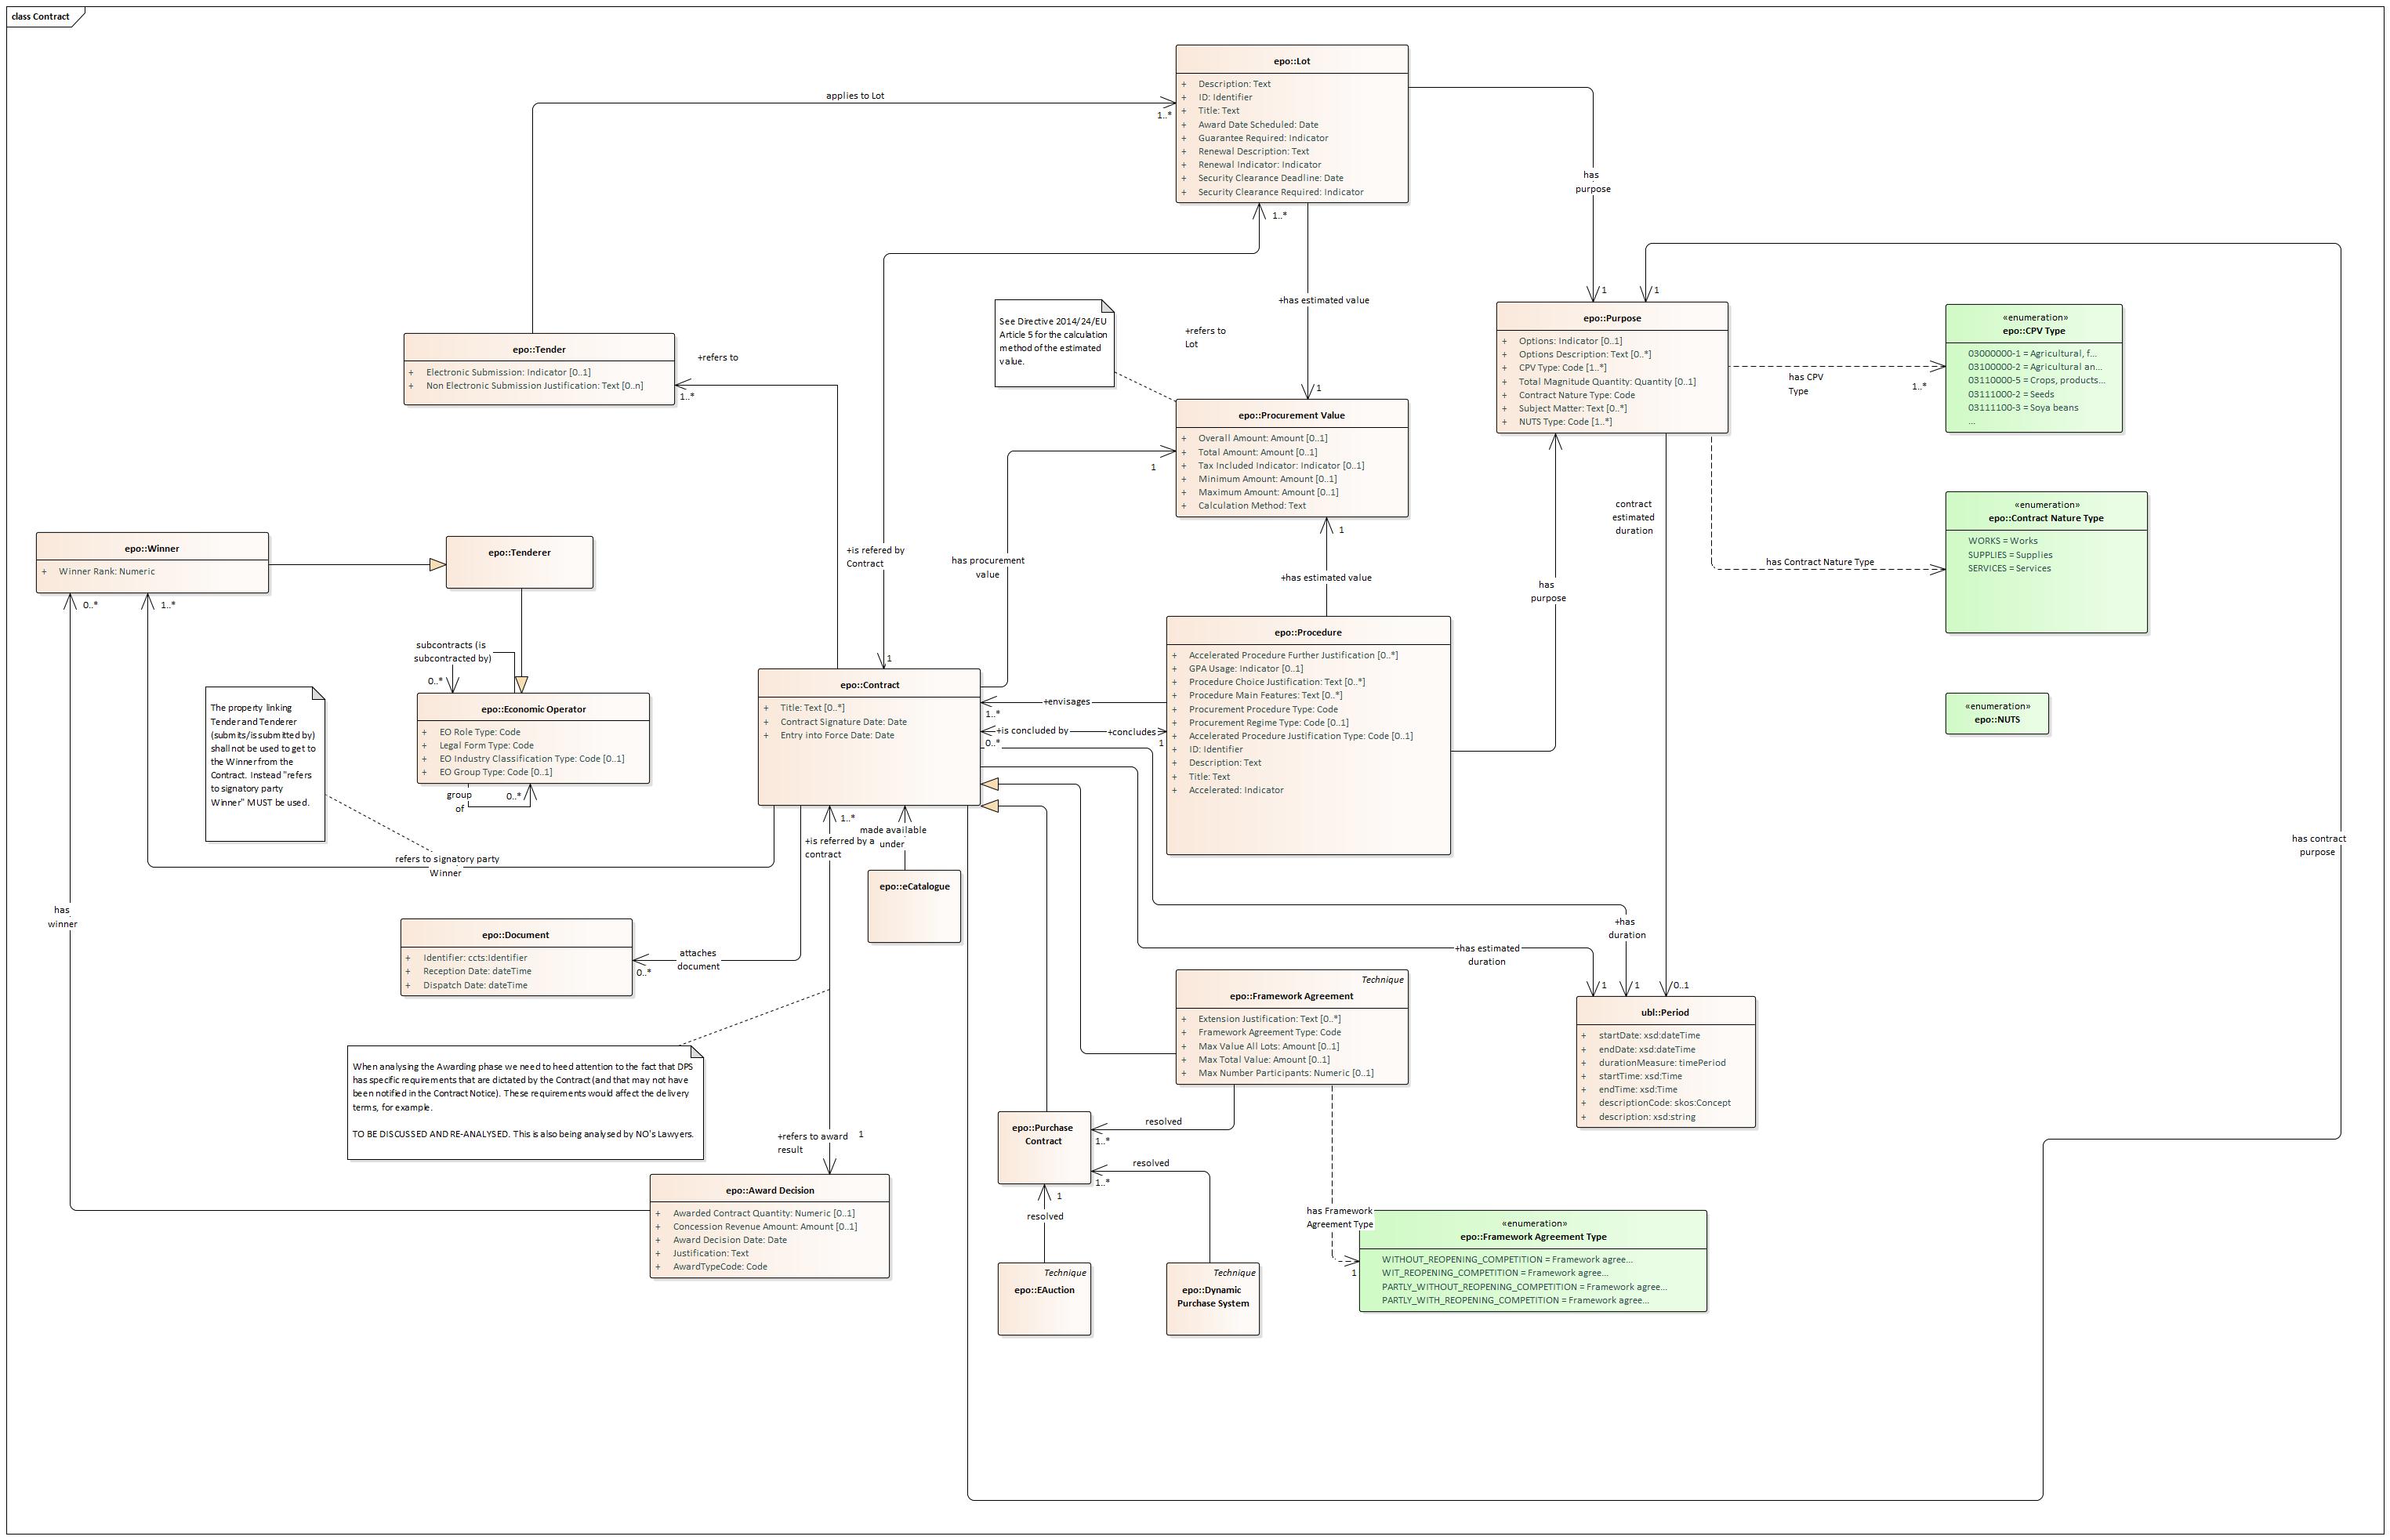 class Contract
epo::Lot
+ Description: Text
+ ID: Identifier
+ Title: Text
+ Award Date Scheduled: Date
+ Guarantee Required: Indicator
+ Renewal Description: Text
+ Renewal Indicator: Indicator
+ Security Clearance Deadline: Date
+ Security Clearance Required: Indicator
applies to Lot
1..*
has
purpose
1..*
+has estimated value
1
1
See Directive 2014/24/EU
Article 5 for the calculation
method of the estimated
value.
+refers to
Lot
1
epo::Purpose
+ Options: Indicator [0..1]
+ Options Description: Text [0..*]
+ CPV Type: Code [1..*]
+ Total Magnitude Quantity: Quantity [0..1]
+ Contract Nature Type: Code
+ Subject Matter: Text [0..*]
+ NUTS Type: Code [1..*]
«enumeration»
epo::CPV Type
03000000-1 = Agricultural, f...
03100000-2 = Agricultural an...
03110000-5 = Crops, products...
03111000-2 = Seeds
03111100-3 = Soya beans
...
has CPV
Type
1..*
epo::Tender
+ Electronic Submission: Indicator [0..1]
+ Non Electronic Submission Justification: Text [0..n]
+refers to
1..*
epo::Procurement Value
+ Overall Amount: Amount [0..1]
+ Total Amount: Amount [0..1]
+ Tax Included Indicator: Indicator [0..1]
+ Minimum Amount: Amount [0..1]
+ Maximum Amount: Amount [0..1]
+ Calculation Method: Text
1
1
contract
estimated
duration
«enumeration»
epo::Contract Nature Type
WORKS = Works
SUPPLIES = Supplies
SERVICES = Services
has Contract Nature Type
epo::Winner
+ Winner Rank: Numeric
0..*
1..*
epo::Tenderer
+is refered by
Contract
has procurement
value
+has estimated value
has
purpose
1
subcontracts (is
subcontracted by)
0..*
epo::Economic Operator
+ EO Role Type: Code
+ Legal Form Type: Code
+ EO Industry Classification Type: Code [0..1]
+ EO Group Type: Code [0..1]
group
of
0..*
The property linking
Tender and Tenderer
(submits/is submitted by)
shall not be used to get to
the Winner from the
Contract. Instead "refers
to signatory party
Winner" MUST be used.
epo::Contract
+ Title: Text [0..*]
+ Contract Signature Date: Date
+ Entry into Force Date: Date
+envisages
1..*
+is concluded by
+concludes
0..*
1
epo::Procedure
+ Accelerated Procedure Further Justification [0..*]
+ GPA Usage: Indicator [0..1]
+ Procedure Choice Justification: Text [0..*]
+ Procedure Main Features: Text [0..*]
+ Procurement Procedure Type: Code
+ Procurement Regime Type: Code [0..1]
+ Accelerated Procedure Justification Type: Code [0..1]
+ ID: Identifier
+ Description: Text
+ Title: Text
+ Accelerated: Indicator
«enumeration»
epo::NUTS
has contract
purpose
refers to signatory party
Winner
1..*
+is referred by a
contract
made available
under
epo::eCatalogue
has
winner
epo::Document
+ Identifier: ccts:Identifier
+ Reception Date: dateTime
+ Dispatch Date: dateTime
attaches
document
0..*
+has
duration
+has estimated
duration
1
1
0..1
Technique
epo::Framework Agreement
+ Extension Justification: Text [0..*]
+ Framework Agreement Type: Code
+ Max Value All Lots: Amount [0..1]
+ Max Total Value: Amount [0..1]
+ Max Number Participants: Numeric [0..1]
ubl::Period
+ startDate: xsd:dateTime
+ endDate: xsd:dateTime
+ durationMeasure: timePeriod
+ startTime: xsd:Time
+ endTime: xsd:Time
+ descriptionCode: skos:Concept
+ description: xsd:string
When analysing the Awarding phase we need to heed attention to the fact that DPS
has specific requirements that are dictated by the Contract (and that may not have
been notified in the Contract Notice). These requirements would affect the delivery
terms, for example.
TO BE DISCUSSED AND RE-ANALYSED. This is also being analysed by NO's Lawyers.
+refers to award
result
1
epo::Purchase
Contract
resolved
1..*
resolved
1..*
1
resolved
epo::Award Decision
+ Awarded Contract Quantity: Numeric [0..1]
+ Concession Revenue Amount: Amount [0..1]
+ Award Decision Date: Date
+ Justification: Text
+ AwardTypeCode: Code
Technique
epo::EAuction
Technique
epo::Dynamic
Purchase System
has Framework
Agreement Type
1
«enumeration»
epo::Framework Agreement Type
WITHOUT_REOPENING_COMPETITION = Framework agree...
WIT_REOPENING_COMPETITION = Framework agree...
PARTLY_WITHOUT_REOPENING_COMPETITION = Framework agree...
PARTLY_WITH_REOPENING_COMPETITION = Framework agree...